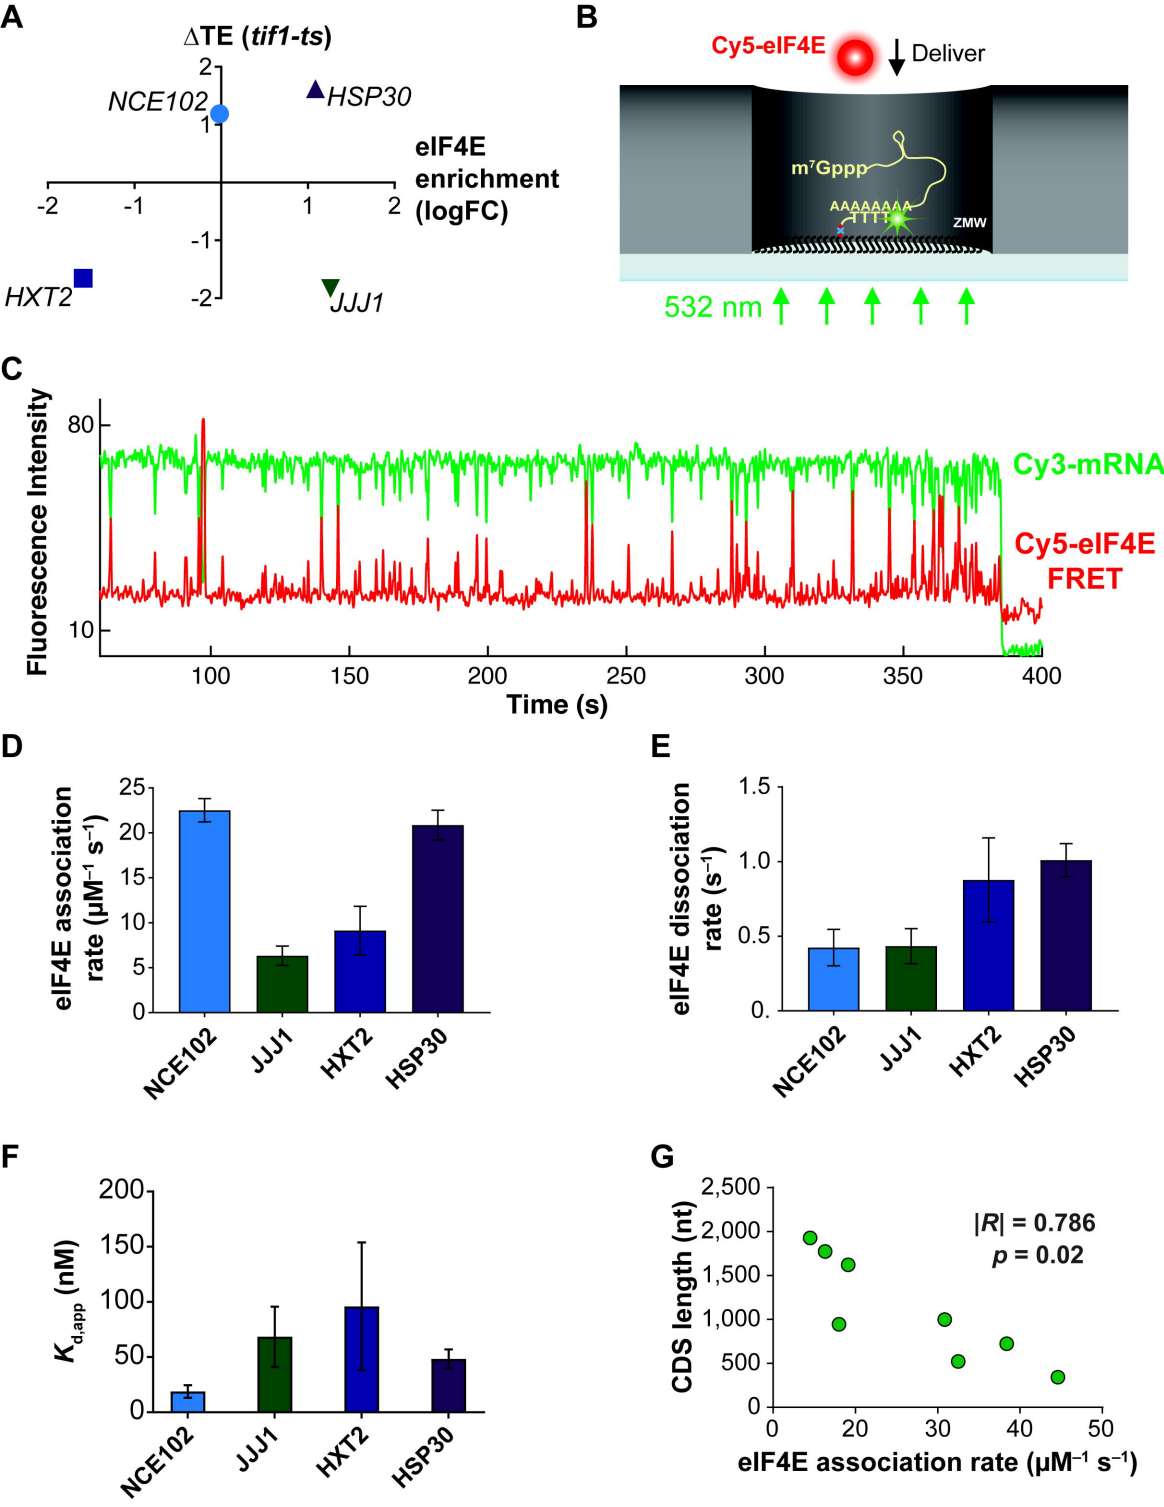 A
ΔTE (tif1-ts)
2
NCE102
HSP30
1
eIF4E
enrichment
(logFC)
-2
-1
1
2
-1
HXT2
-2
JJJ1
B
Cy5-eIF4E
Deliver
m⁷Gppp
AAAAAAAA
TTTT
ZMW
532 nm
C
Fluorescence Intensity
80
10
Cy3-mRNA
Cy5-eIF4E
FRET
100
150
200
250
300
350
400
Time (s)
D
eIF4E association
rate (μM⁻¹ s⁻¹)
25
20
15
10
5
0
NCE102
JJJ1
HXT2
HSP30
E
eIF4E dissociation
rate (s⁻¹)
1.5
1.0
0.5
0.
NCE102
JJJ1
HXT2
HSP30
F
Kd,app (nM)
200
150
100
50
0
NCE102
JJJ1
HXT2
HSP30
G
CDS length (nt)
2,500
2,000
1,500
1,000
500
0
|R| = 0.786
p = 0.02
0
20
30
40
50
eIF4E association rate (μM⁻¹ s⁻¹)